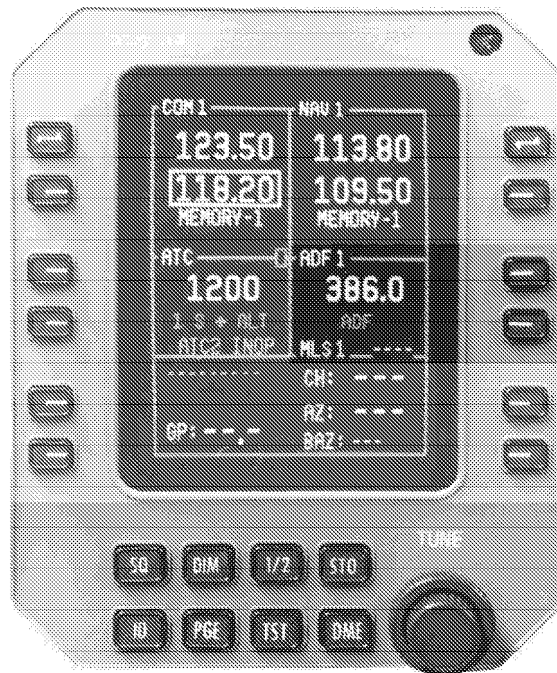 COM 1
123.50
118.20
MEMORY-1
NAV 1
113.80
109.50
MEMORY-1
ATC
1200
1 S + ALT
ATC2 INOP
ADF 1
386.0
ADF
MLS 1 ----
---------
CH: ---
AZ: ---
GP: --.-
BAZ: ---
TUNE
SQ DIM 1/2 STO
ID PGE TST DME